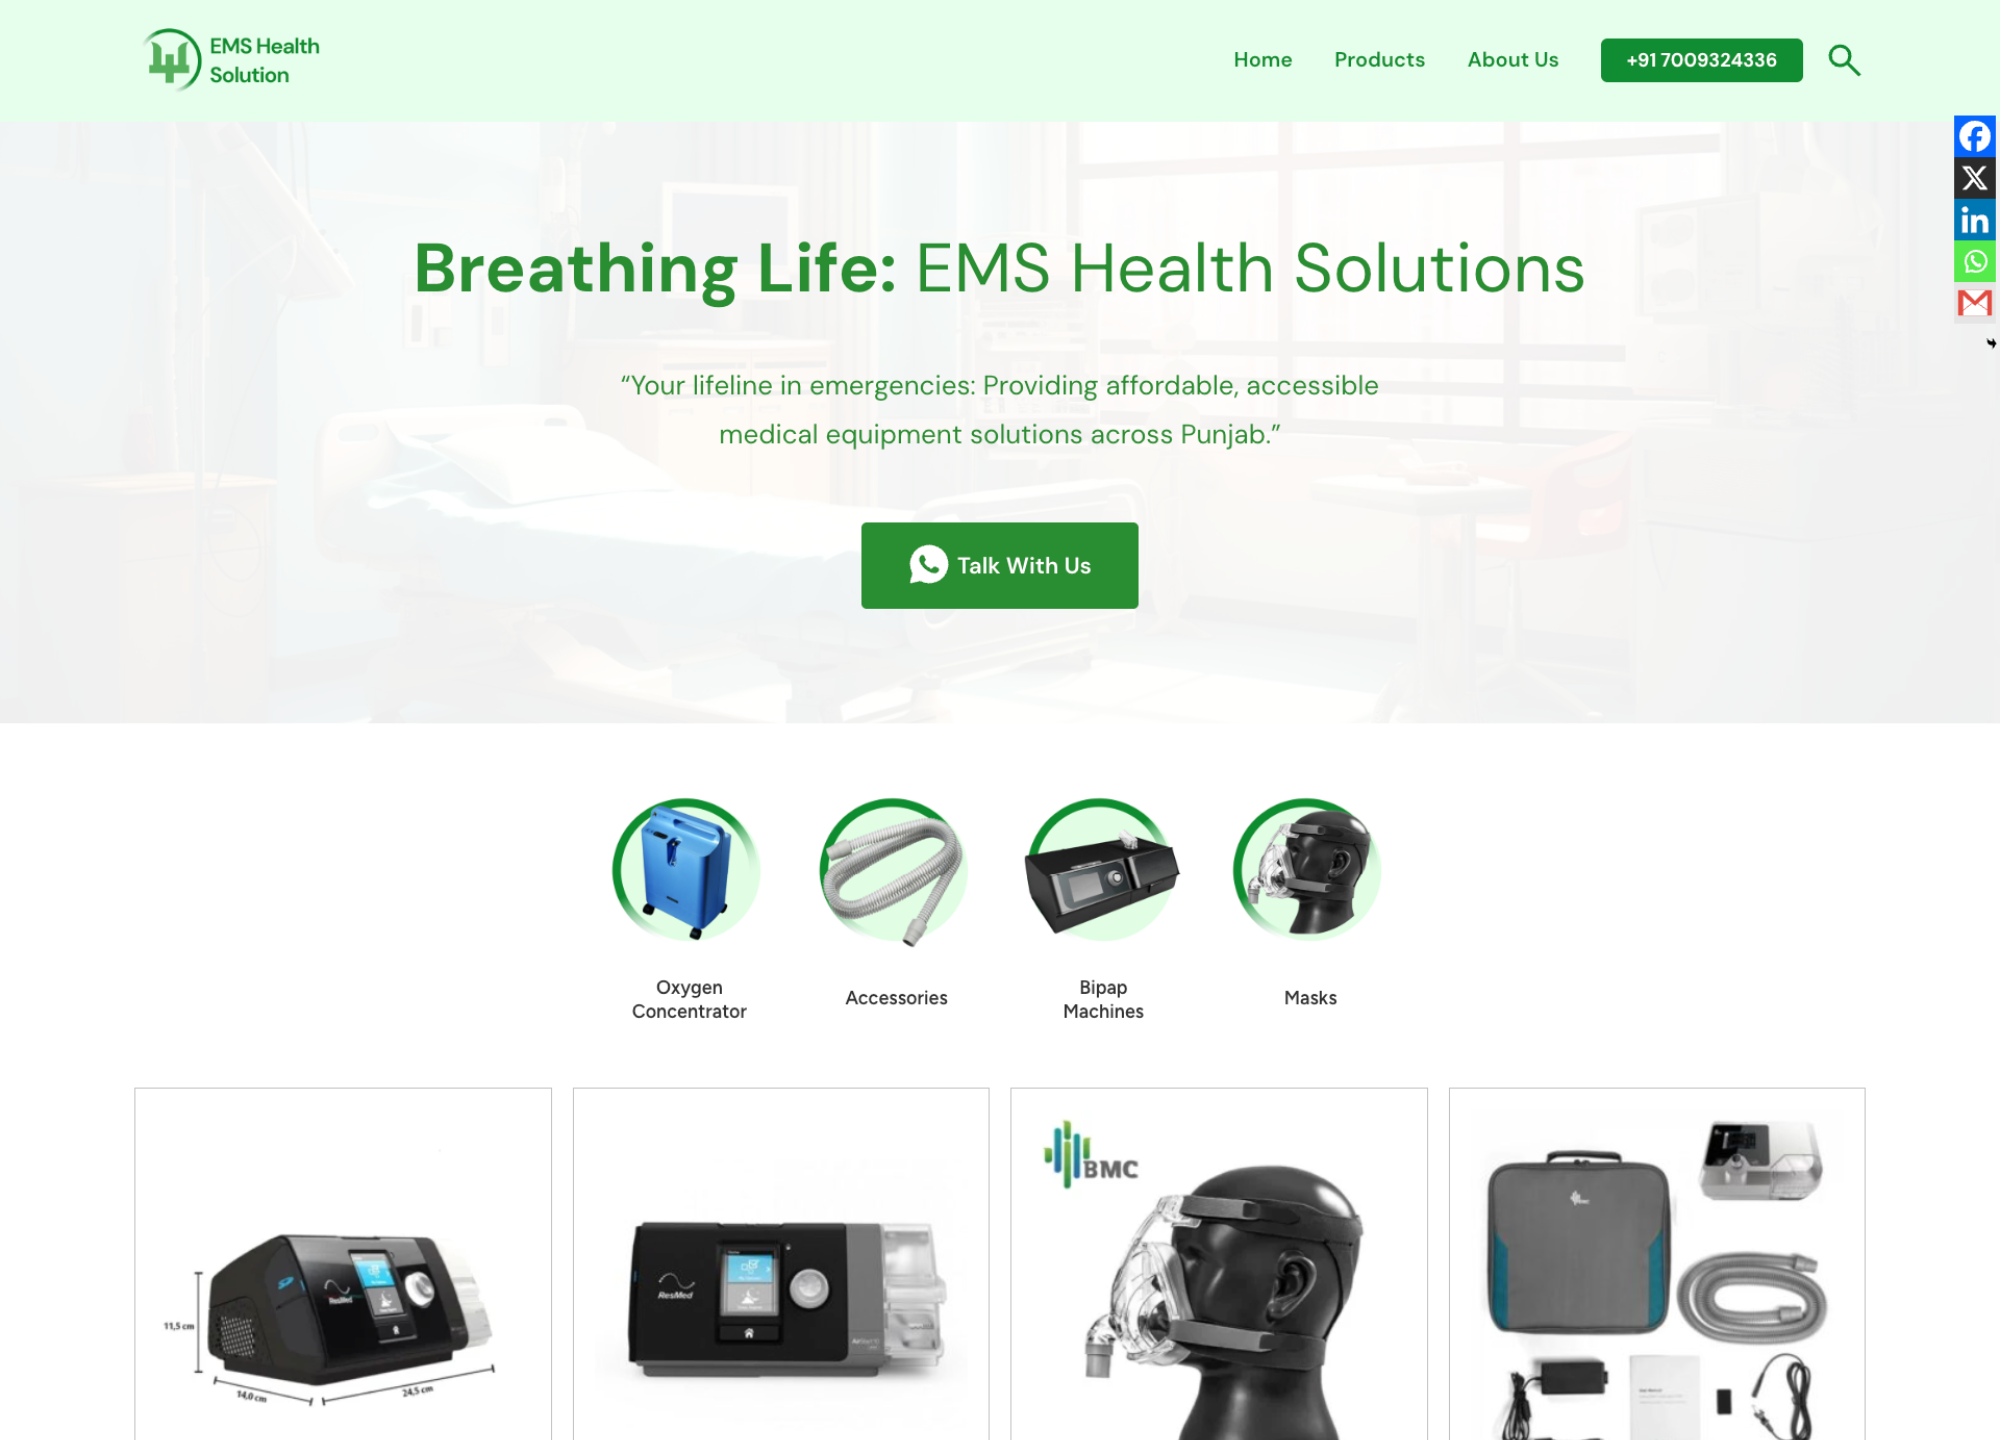 EMS Health
Solution
Home
Products
About Us
+91 7009324336
Breathing Life: EMS Health Solutions
“Your lifeline in emergencies: Providing affordable, accessible
medical equipment solutions across Punjab.”
Talk With Us
Oxygen
Concentrator
Accessories
Bipap
Machines
Masks
11,5 cm
14,0 cm
24,5 cm
ResMed
ResMed
BMC